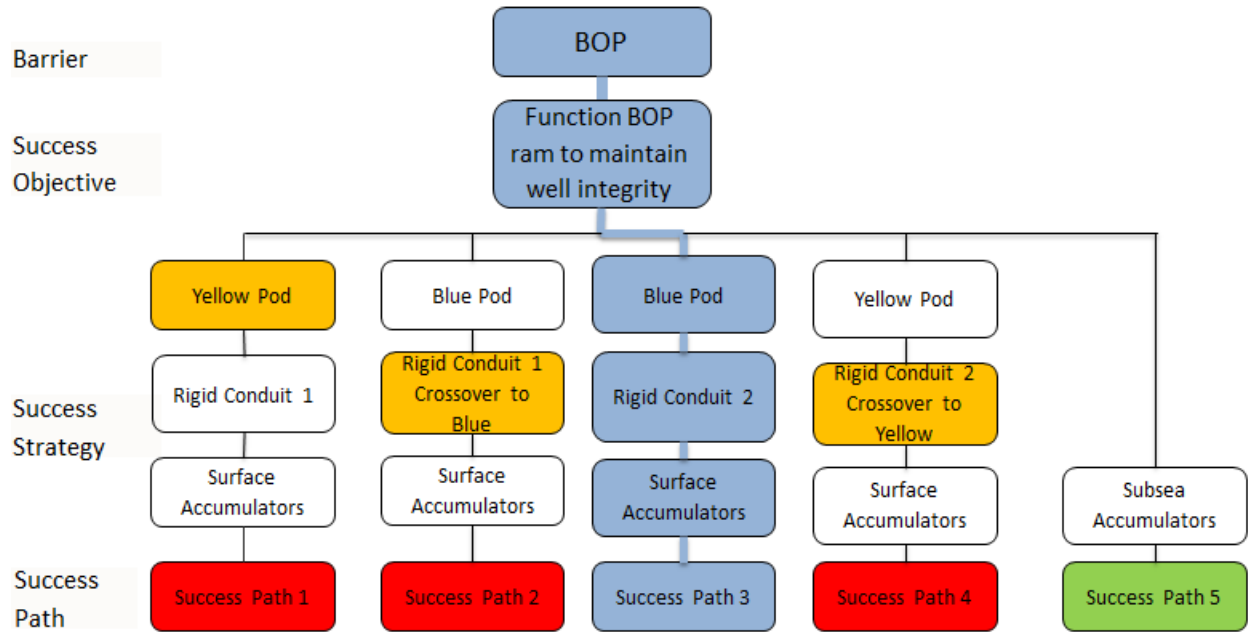 Barrier
BOP
Success
Objective
Function BOP
ram to maintain
well integrity
Success
Strategy
Yellow Pod
Blue Pod
Blue Pod
Yellow Pod
Rigid Conduit 1
Rigid Conduit 1
Crossover to
Blue
Rigid Conduit 2
Rigid Conduit 2
Crossover to
Yellow
Surface
Accumulators
Surface
Accumulators
Surface
Accumulators
Surface
Accumulators
Subsea
Accumulators
Success
Path
Success Path 1
Success Path 2
Success Path 3
Success Path 4
Success Path 5